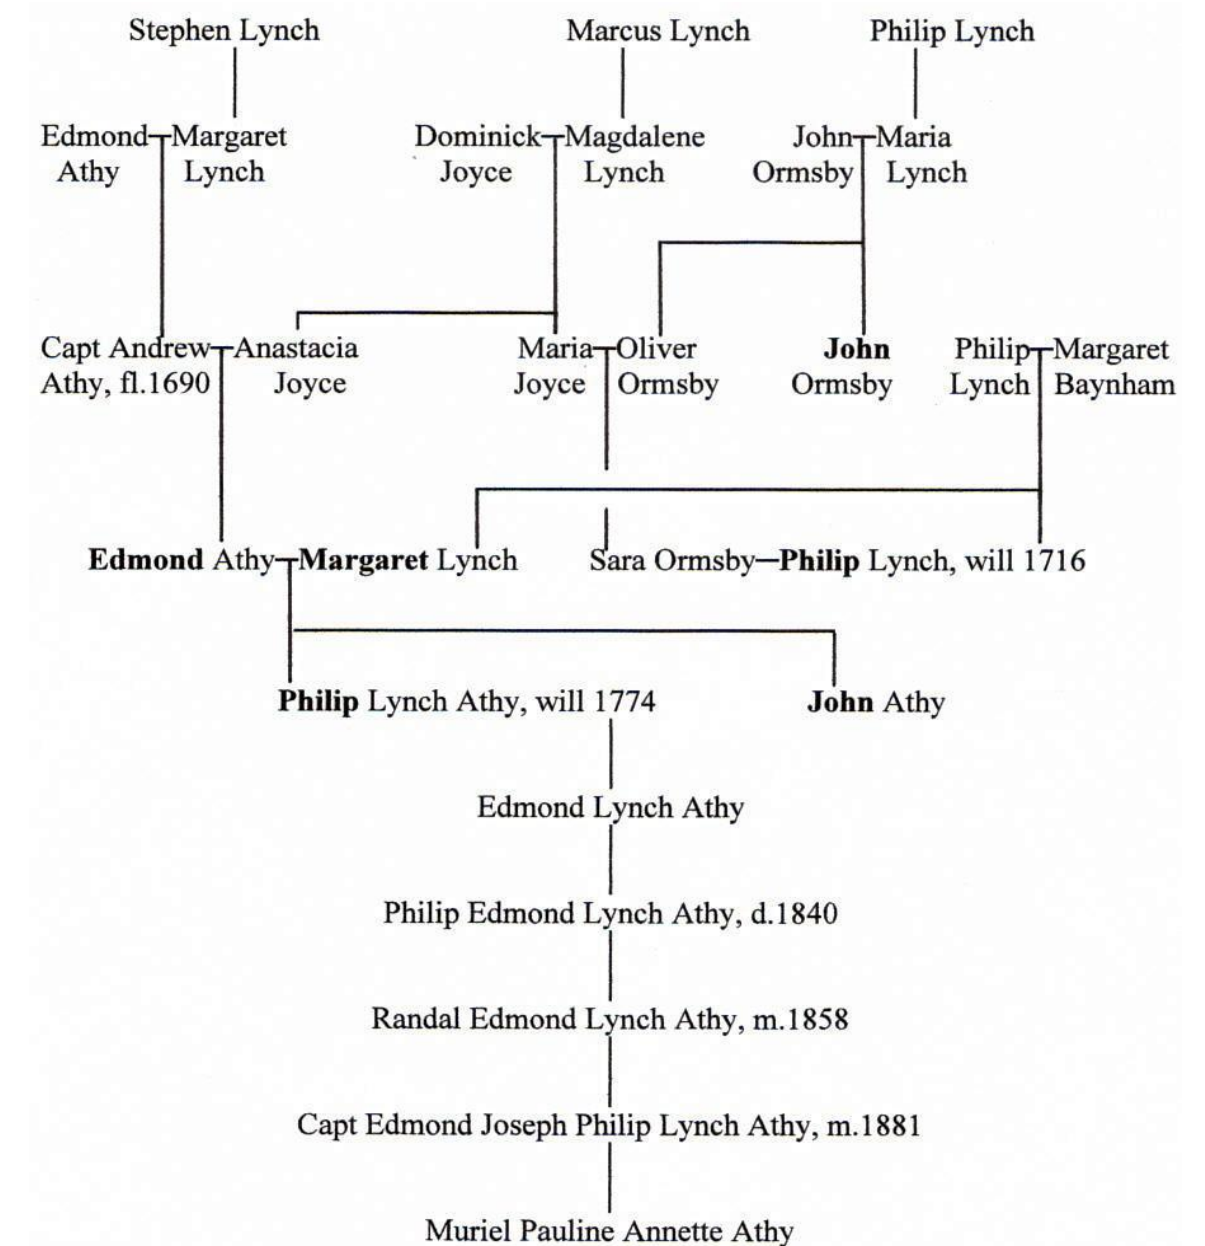 Stephen Lynch Marcus Lynch Philip Lynch
Edmond Margaret Dominick Magdalene John Maria
Athy Lynch Joyce Lynch Ormsby Lynch
Capt Andrew Anastacia Maria Oliver John Philip Margaret
Athy, fl.1690 Joyce Joyce Ormsby Ormsby Lynch Baynham
Edmond Athy Margaret Lynch Sara Ormsby Philip Lynch, will 1716
Philip Lynch Athy, will 1774 John Athy
Edmond Lynch Athy
Philip Edmond Lynch Athy, d.1840
Randal Edmond Lynch Athy, m.1858
Capt Edmond Joseph Philip Lynch Athy, m.1881
Muriel Pauline Annette Athy